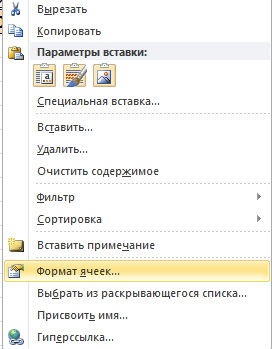 Вырезать
Копировать
Параметры вставки:
Специальная вставка...
Вставить...
Удалить...
Очистить содержимое
Фильтр
Сортировка
Вставить примечание
Формат ячеек...
Выбрать из раскрывающегося списка...
Присвоить имя...
Гиперссылка...